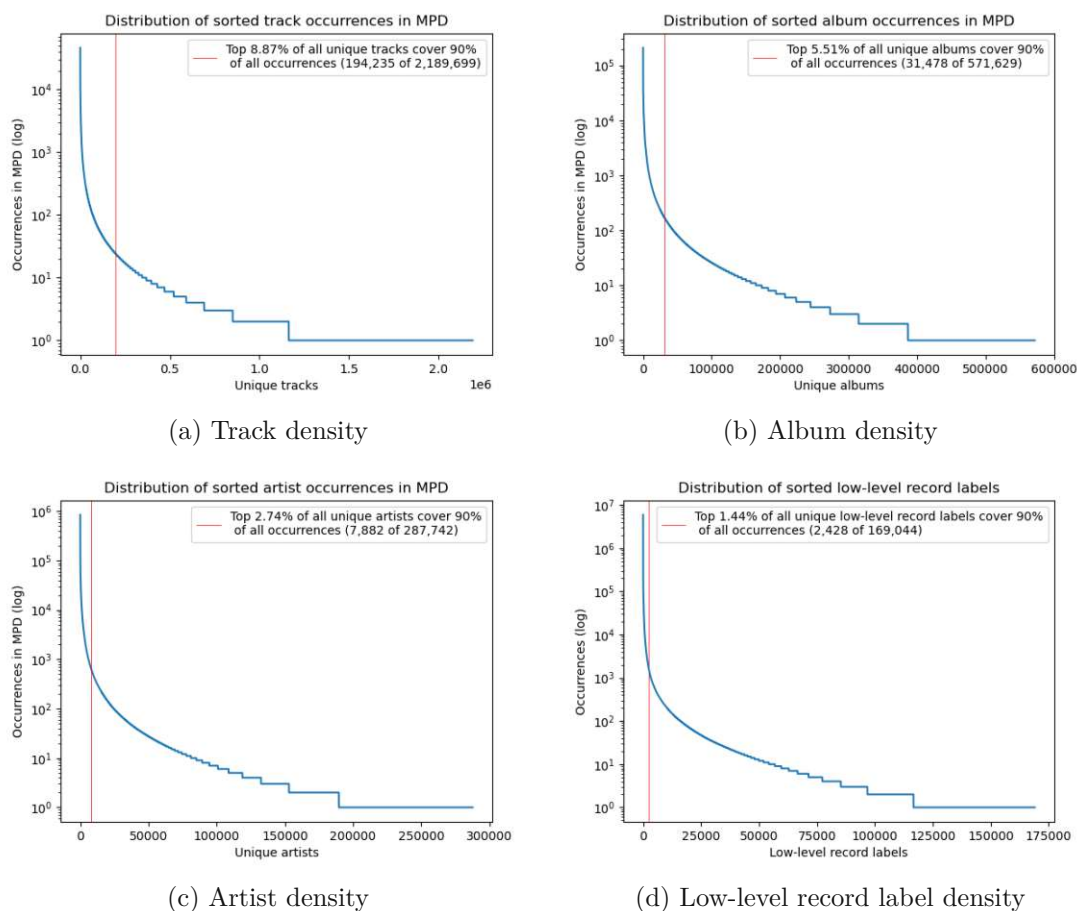 Distribution of sorted track occurrences in MPD
Top 8.87% of all unique tracks cover 90%
of all occurrences (194,235 of 2,189,699)
Occurrences in MPD (log)
10^4
10^3
10^2
10^1
10^0
0.0 0.5 1.0 1.5 2.0
1e6
Unique tracks
(a) Track density
Distribution of sorted album occurrences in MPD
Top 5.51% of all unique albums cover 90%
of all occurrences (31,478 of 571,629)
Occurrences in MPD (log)
10^5
10^4
10^3
10^2
10^1
10^0
0 100000 200000 300000 400000 500000 600000
Unique albums
(b) Album density
Distribution of sorted artist occurrences in MPD
Top 2.74% of all unique artists cover 90%
of all occurrences (7,882 of 287,742)
Occurrences in MPD (log)
10^6
10^5
10^4
10^3
10^2
10^1
10^0
0 50000 100000 150000 200000 250000 300000
Unique artists
(c) Artist density
Distribution of sorted low-level record labels
Top 1.44% of all unique low-level record labels cover 90%
of all occurrences (2,428 of 169,044)
Occurrences (log)
10^7
10^6
10^5
10^4
10^3
10^2
10^1
10^0
0 25000 50000 75000 100000 125000 150000 175000
Low-level record labels
(d) Low-level record label density